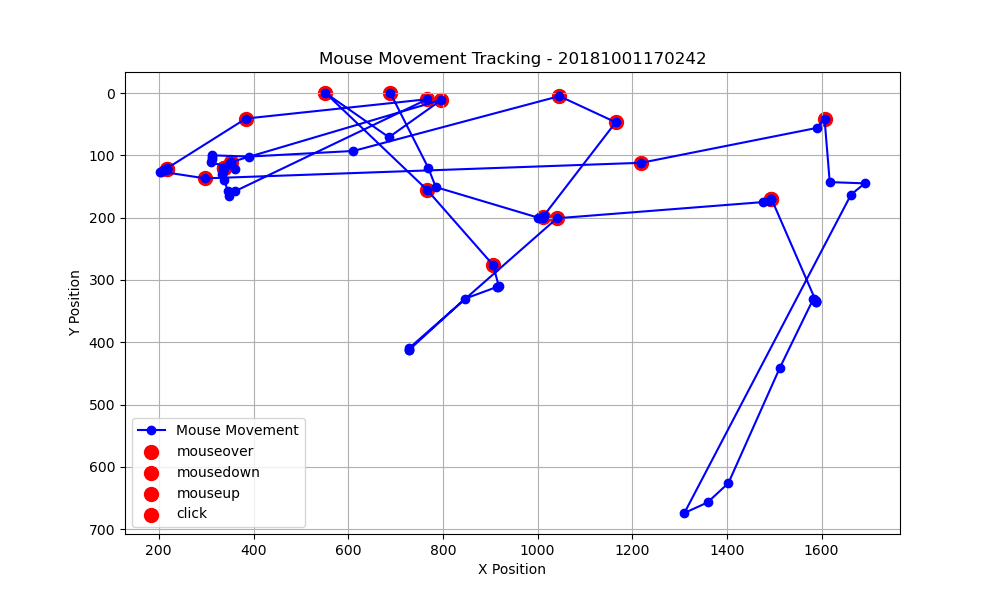 Mouse Movement Tracking - 20181001170242
0
100
200
300
400
500
600
700
Y Position
Mouse Movement
mouseover
mousedown
mouseup
click
200 400 600 800 1000 1200 1400 1600
X Position